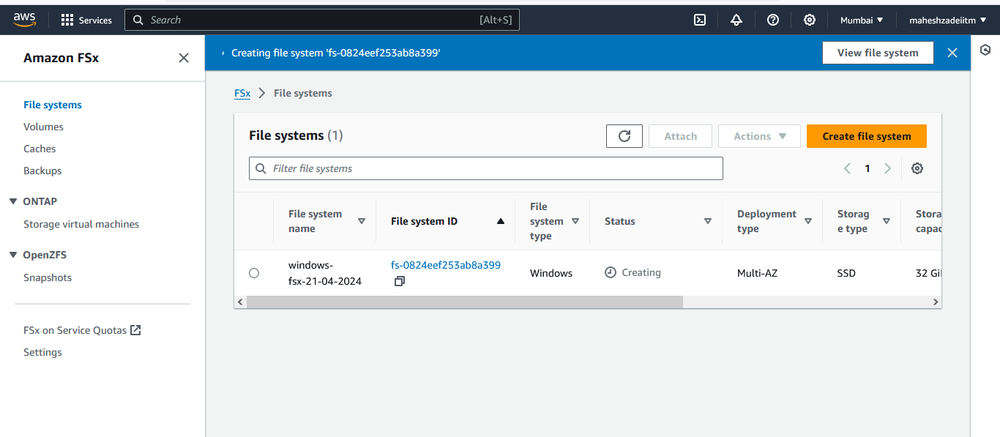 aws
Services
Search
[Alt+S]
Mumbai
maheshzadeiitm
Amazon FSx
File systems
Volumes
Caches
Backups
ONTAP
Storage virtual machines
OpenZFS
Snapshots
FSx on Service Quotas
Settings
Creating file system 'fs-0824eef253ab8a399'
View file system
FSx
File systems
File systems (1)
Attach
Actions
Create file system
Filter file systems
1
File system
name
File system ID
File
system
type
Status
Deployment
type
Storag
e type
Stora
capac
windows-
fsx-21-04-2024
fs-0824eef253ab8a399
Windows
Creating
Multi-AZ
SSD
32 Gi